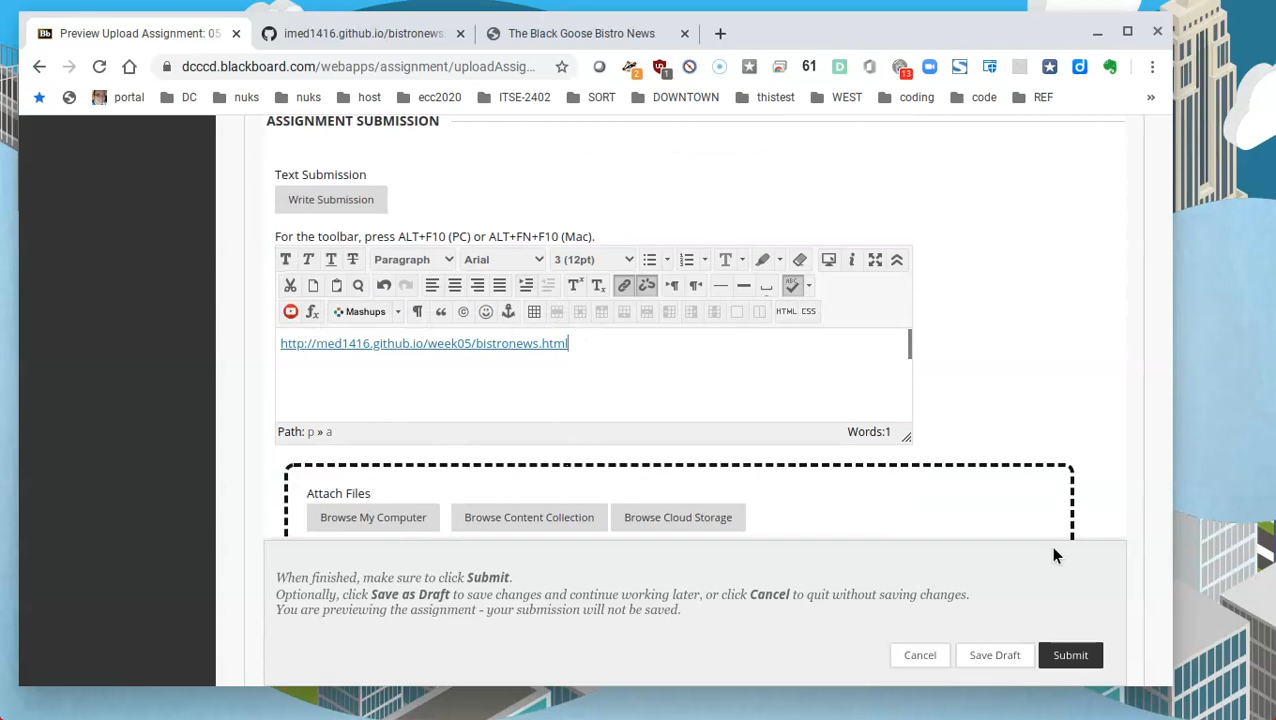 Preview Upload Assignment: 05
imed1416.github.io/bistronews.
The Black Goose Bistro News
dcccd.blackboard.com/webapps/assignment/uploadAssig...
2
1
61
13
portal
DC
nuks
nuks
host
ecc2020
ITSE-2402
SORT
DOWNTOWN
thistest
WEST
coding
code
REF
»
ASSIGNMENT SUBMISSION
Text Submission
Write Submission
For the toolbar, press ALT+F10 (PC) or ALT+FN+F10 (Mac).
T T T T Paragraph Arial 3 (12pt)
Mashups
HTML CSS
http://med1416.github.io/week05/bistronews.html
Path: p » a
Words:1
Attach Files
Browse My Computer
Browse Content Collection
Browse Cloud Storage
When finished, make sure to click Submit.
Optionally, click Save as Draft to save changes and continue working later, or click Cancel to quit without saving changes.
You are previewing the assignment - your submission will not be saved.
Cancel
Save Draft
Submit